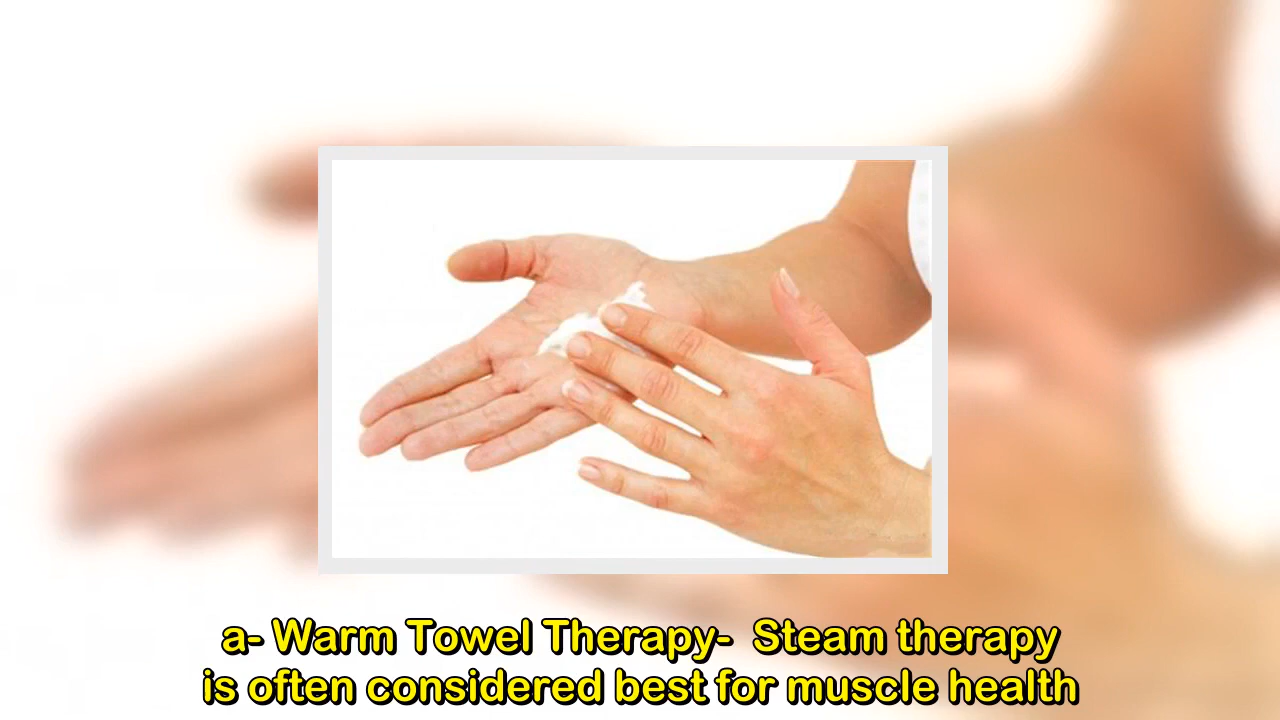 a- Warm Towel Therapy-  Steam therapy
is often considered best for muscle health